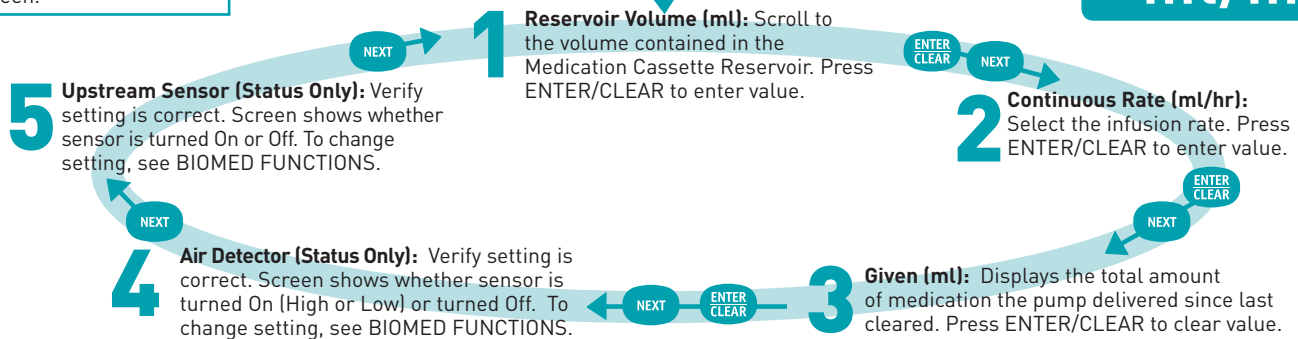 1
Reservoir Volume (ml): Scroll to
the volume contained in the
Medication Cassette Reservoir. Press
ENTER/CLEAR to enter value.
ENTER
CLEAR
NEXT
2
Continuous Rate (ml/hr):
Select the infusion rate. Press
ENTER/CLEAR to enter value.
ENTER
CLEAR
NEXT
3
Given (ml): Displays the total amount
of medication the pump delivered since last
cleared. Press ENTER/CLEAR to clear value.
ENTER
CLEAR
NEXT
4
Air Detector (Status Only): Verify setting is
correct. Screen shows whether sensor is
turned On (High or Low) or turned Off. To
change setting, see BIOMED FUNCTIONS.
NEXT
5
Upstream Sensor (Status Only): Verify
setting is correct. Screen shows whether
sensor is turned On or Off. To change
setting, see BIOMED FUNCTIONS.
NEXT